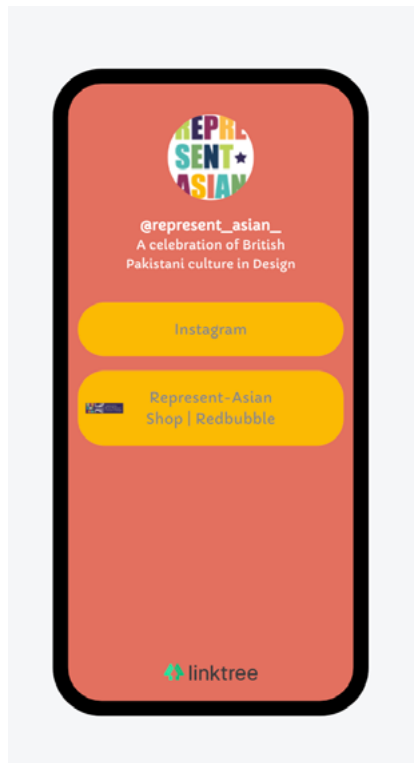 REPRE
SENT
ASIAN
@represent_asian_
A celebration of British
Pakistani culture in Design
Instagram
Represent-Asian
Shop | Redbubble
linktree